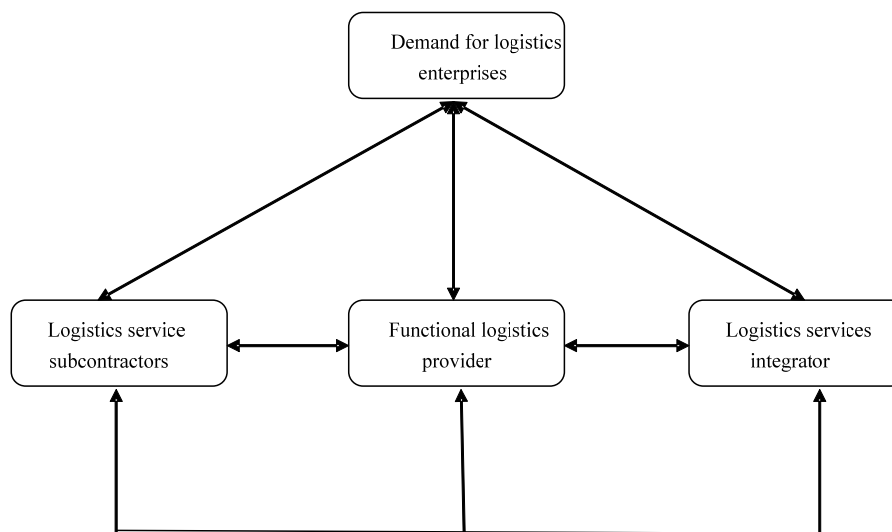 Demand for logistics
enterprises
Logistics service
subcontractors
Functional logistics
provider
Logistics services
integrator